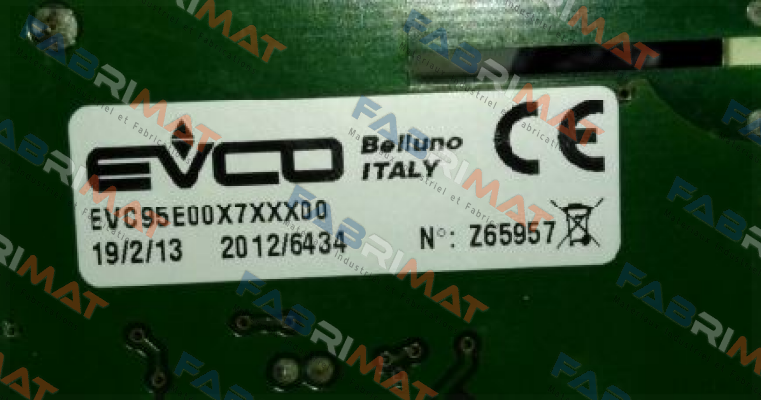 EVCO Belluno ITALY CE
EVC95E00X7XXX00
19/2/13 2012/6434 N°: Z65957
FABRIMAT